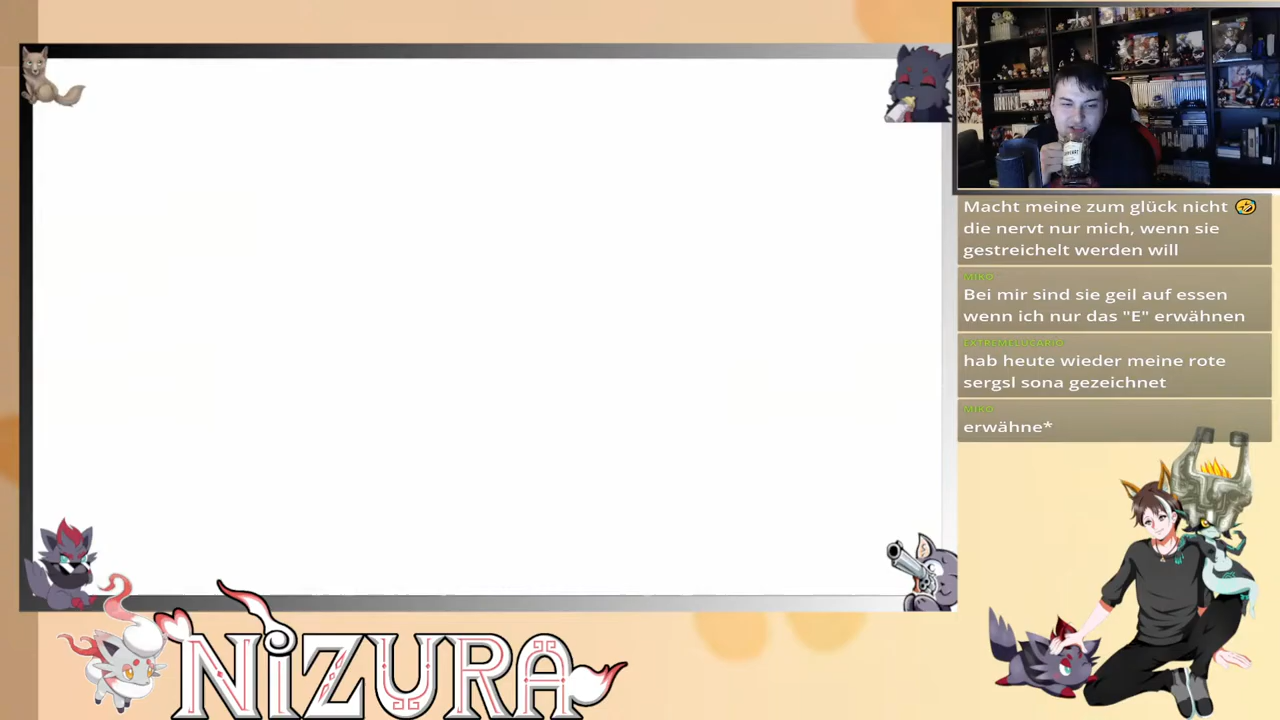 Macht meine zum glück nicht
die nervt nur mich, wenn sie
gestreichelt werden will
MIKO
Bei mir sind sie geil auf essen
wenn ich nur das "E" erwähnen
EXTREMELUCARIO
hab heute wieder meine rote
sergsl sona gezeichnet
MIKO
erwähne*
NIZURA